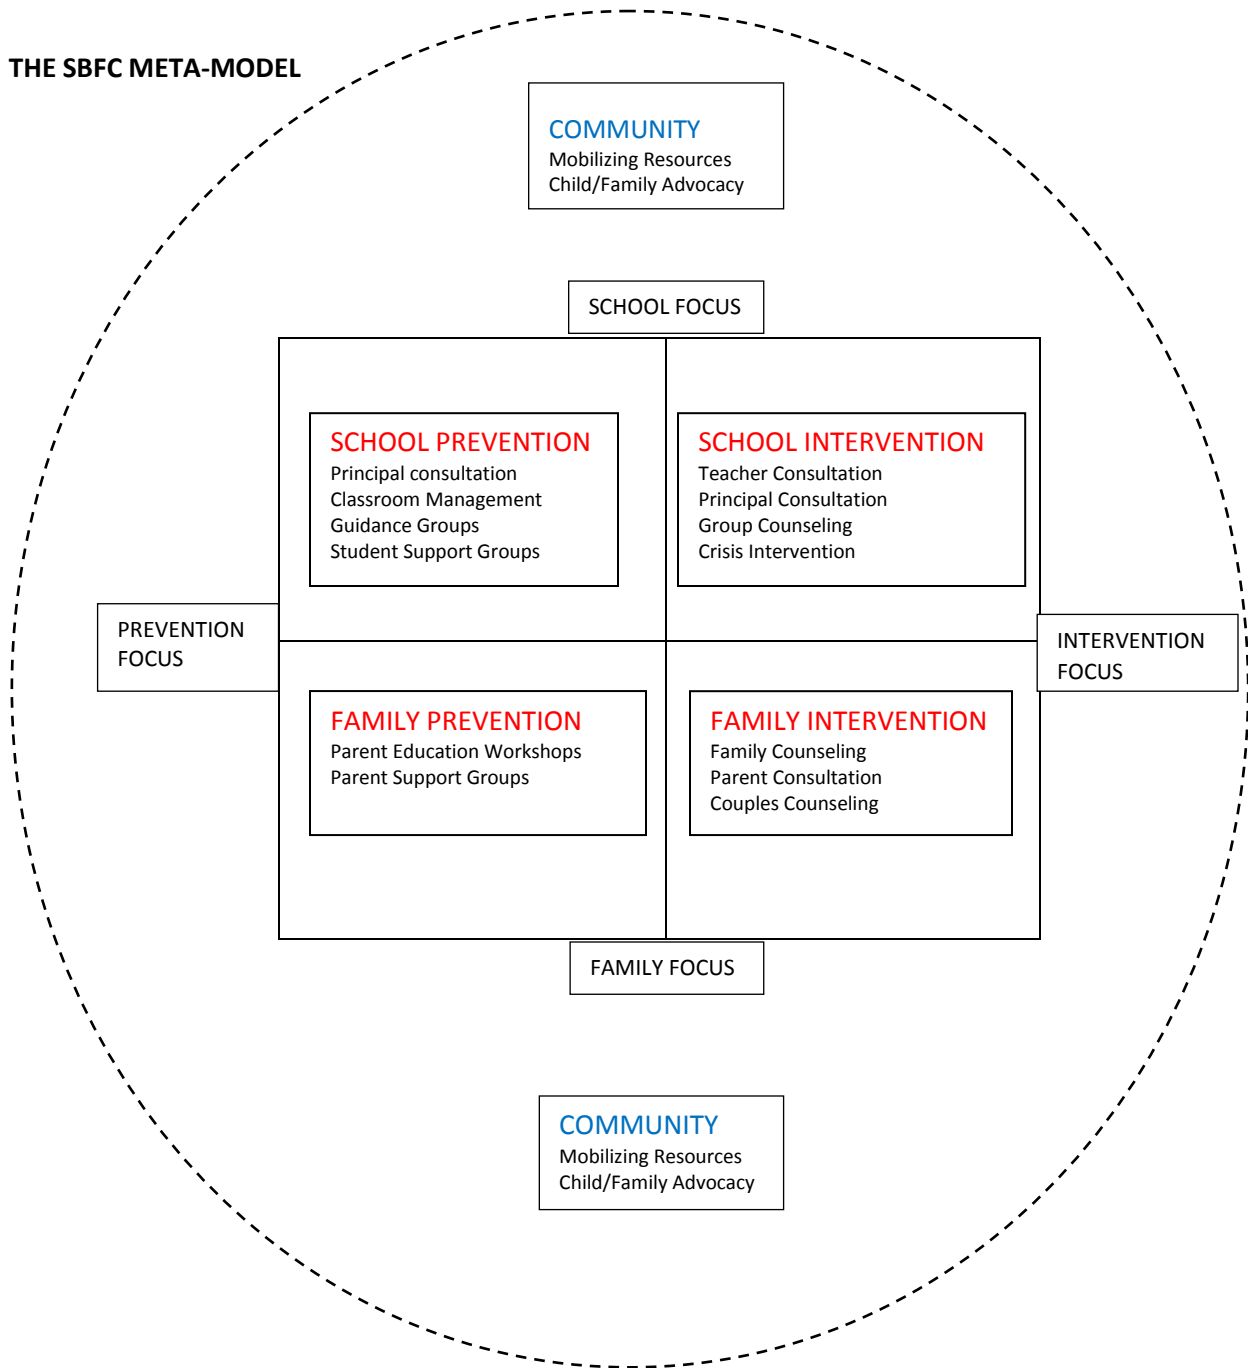 THE SBFC META-MODEL
COMMUNITY
Mobilizing Resources
Child/Family Advocacy
SCHOOL FOCUS
SCHOOL PREVENTION
Principal consultation
Classroom Management
Guidance Groups
Student Support Groups
SCHOOL INTERVENTION
Teacher Consultation
Principal Consultation
Group Counseling
Crisis Intervention
PREVENTION
FOCUS
INTERVENTION
FOCUS
FAMILY PREVENTION
Parent Education Workshops
Parent Support Groups
FAMILY INTERVENTION
Family Counseling
Parent Consultation
Couples Counseling
FAMILY FOCUS
COMMUNITY
Mobilizing Resources
Child/Family Advocacy